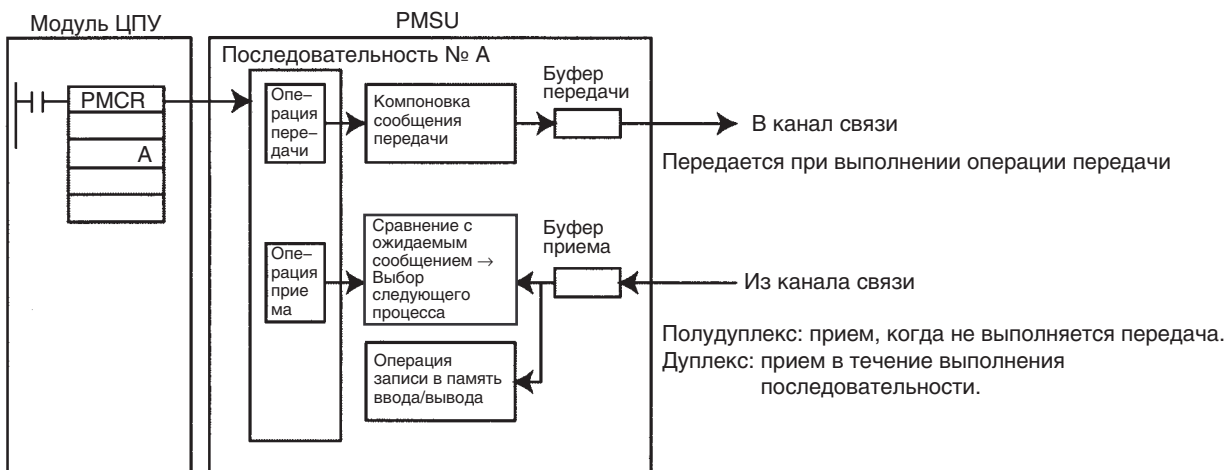 Модуль ЦПУ
PMSU
PMCR
A
Последовательность № А
Опе–
рация
пере–
дачи
Компоновка
сообщения
передачи
Буфер
передачи
В канал связи
Передается при выполнении операции передачи
Опе–
рация
прие
ма
Сравнение с
ожидаемым
сообщением →
Выбор
следующего
процесса
Буфер
приема
Из канала связи
Полудуплекс: прием, когда не выполняется передача.
Дуплекс: прием в течение выполнения
последовательности.
Операция
записи в память
ввода/вывода